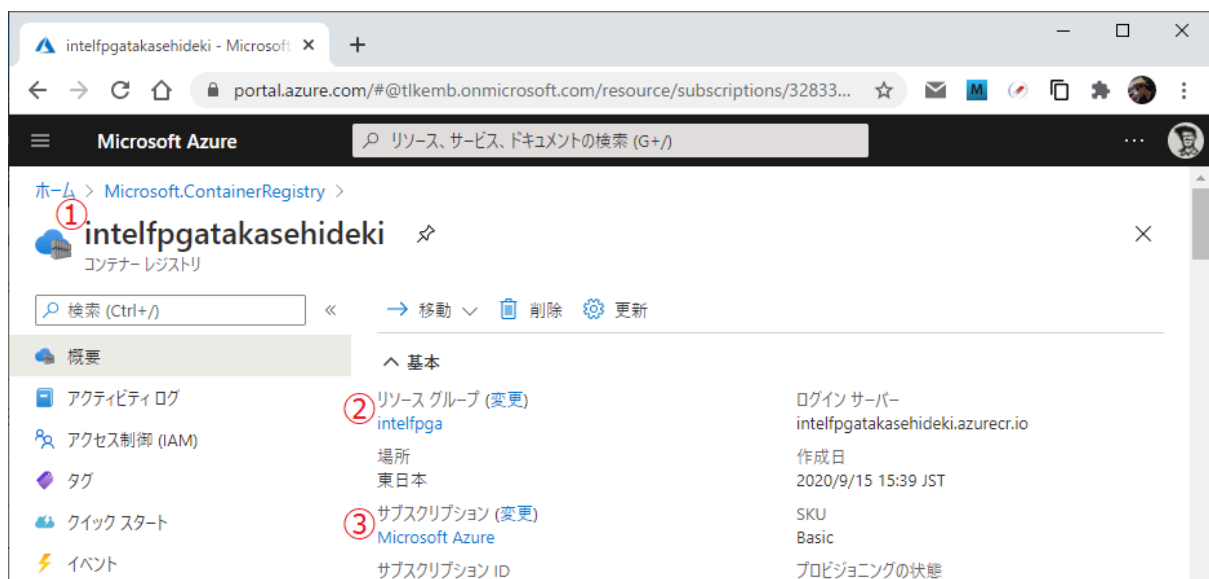 intelfpgatakasehideki - Microsoft
portal.azure.com/#@tlkemb.onmicrosoft.com/resource/subscriptions/32833...
M
Microsoft Azure
リソース、サービス、ドキュメントの検索 (G+/)
ホーム > Microsoft.ContainerRegistry >
① intelfpgatakasehideki
コンテナー レジストリ
検索 (Ctrl+/)
«
移動
削除
更新
概要
アクティビティ ログ
アクセス制御 (IAM)
タグ
クイック スタート
イベント
基本
② リソース グループ (変更)
intelfpga
場所
東日本
③ サブスクリプション (変更)
Microsoft Azure
サブスクリプション ID
ログイン サーバー
intelfpgatakasehideki.azurecr.io
作成日
2020/9/15 15:39 JST
SKU
Basic
プロビジョニングの状態